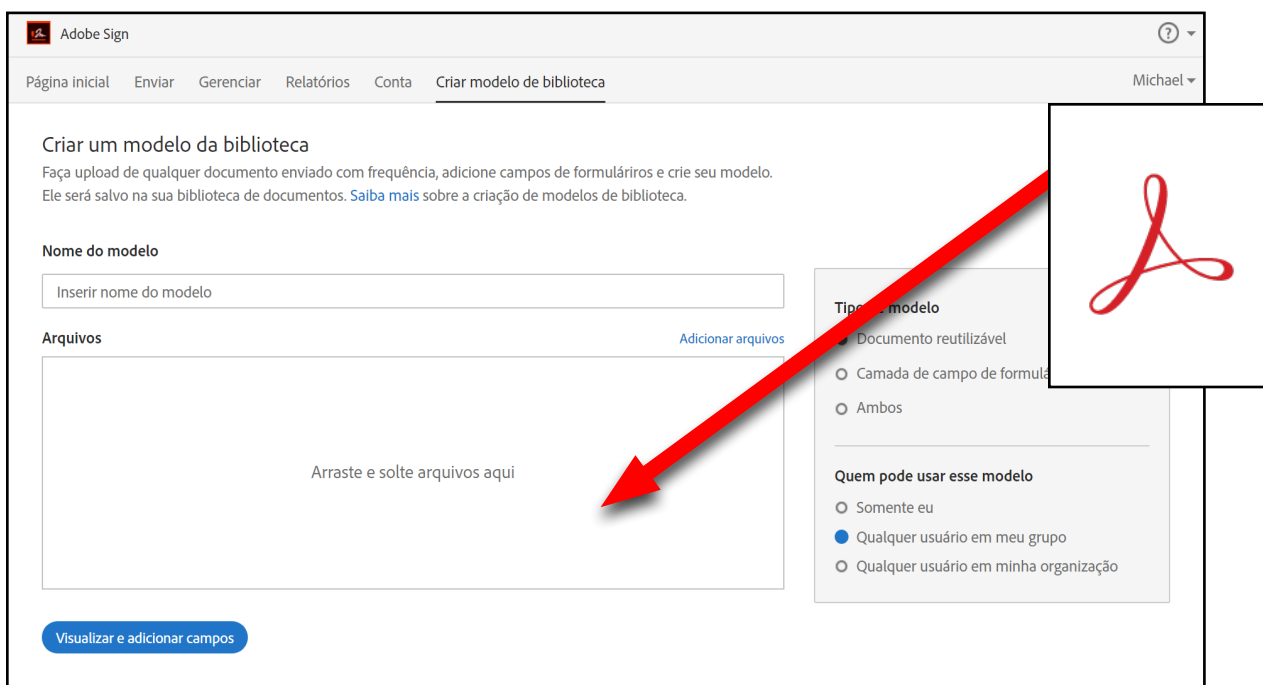 Adobe Sign
Página inicial Enviar Gerenciar Relatórios Conta Criar modelo de biblioteca Michael
Criar um modelo da biblioteca
Faça upload de qualquer documento enviado com frequência, adicione campos de formuláriros e crie seu modelo.
Ele será salvo na sua biblioteca de documentos. Saiba mais sobre a criação de modelos de biblioteca.
Nome do modelo
Inserir nome do modelo
Arquivos Adicionar arquivos
Arraste e solte arquivos aqui
Visualizar e adicionar campos
modelo
Documento reutilizável
Camada de campo de
Ambos
Quem pode usar esse modelo
Somente eu
Qualquer usuário em meu grupo
Qualquer usuário em minha organização